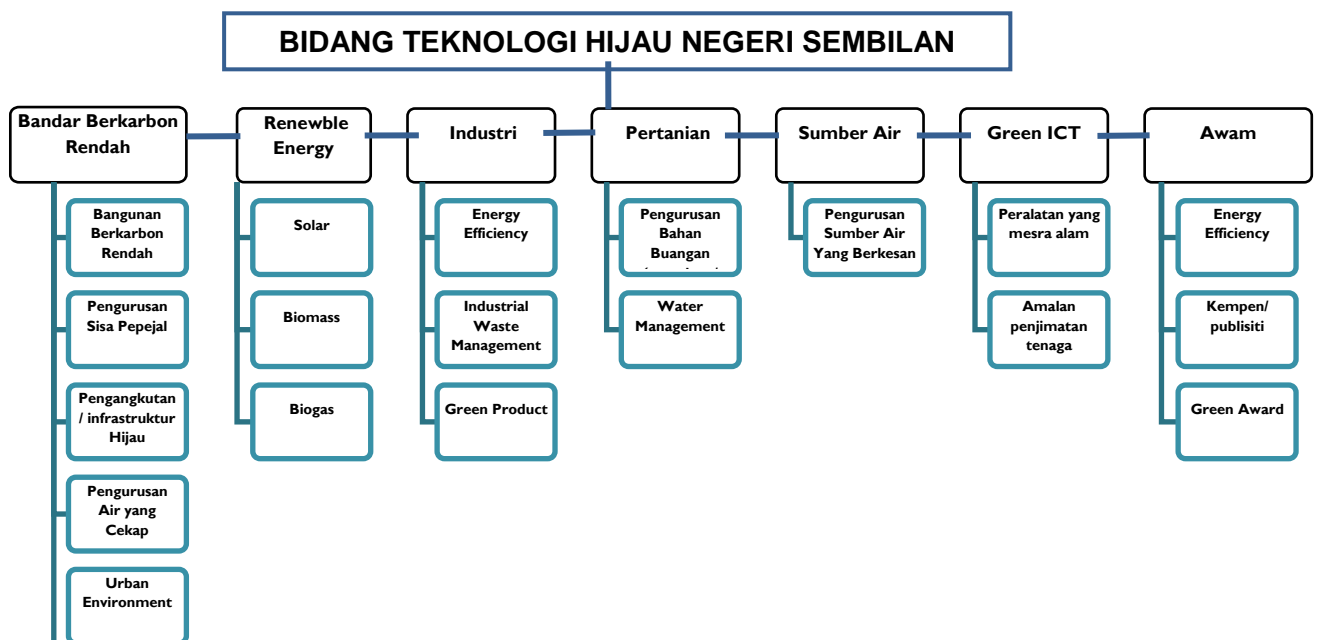 BIDANG TEKNOLOGI HIJAU NEGERI SEMBILAN
Bandar Berkarbon
Rendah
Bangunan
Berkarbon
Rendah
Pengurusan
Sisa Pepejal
Pengangkutan
/ infrastruktur
Hijau
Pengurusan
Air yang
Cekap
Urban
Environment
Renewble
Energy
Solar
Biomass
Biogas
Industri
Energy
Efficiency
Industrial
Waste
Management
Green Product
Pertanian
Pengurusan
Bahan
Buangan
Water
Management
Sumber Air
Pengurusan
Sumber Air
Yang Berkesan
Green ICT
Peralatan yang
mesra alam
Amalan
penjimatan
tenaga
Awam
Energy
Efficiency
Kempen/
publisiti
Green Award